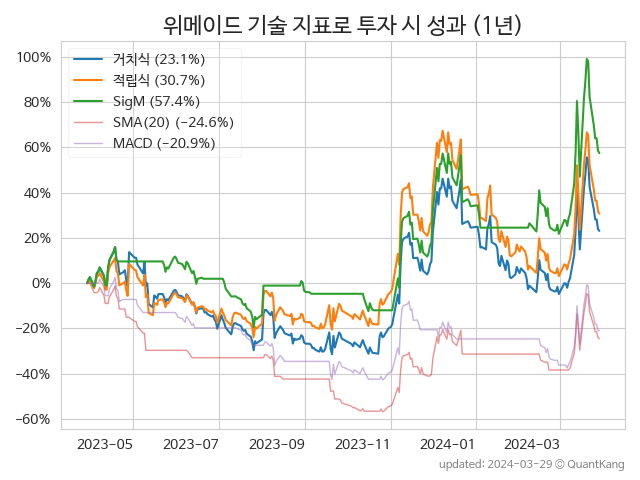 위메이드 기술 지표로 투자 시 성과 (1년)
거치식 (23.1%)
적립식 (30.7%)
SigM (57.4%)
SMA(20) (−24.6%)
MACD (−20.9%)
100%
80%
60%
40%
20%
0%
−20%
−40%
−60%
2023−05
2023−07
2023−09
2023−11
2024−01
2024−03
updated: 2024−03−29 © QuantKang